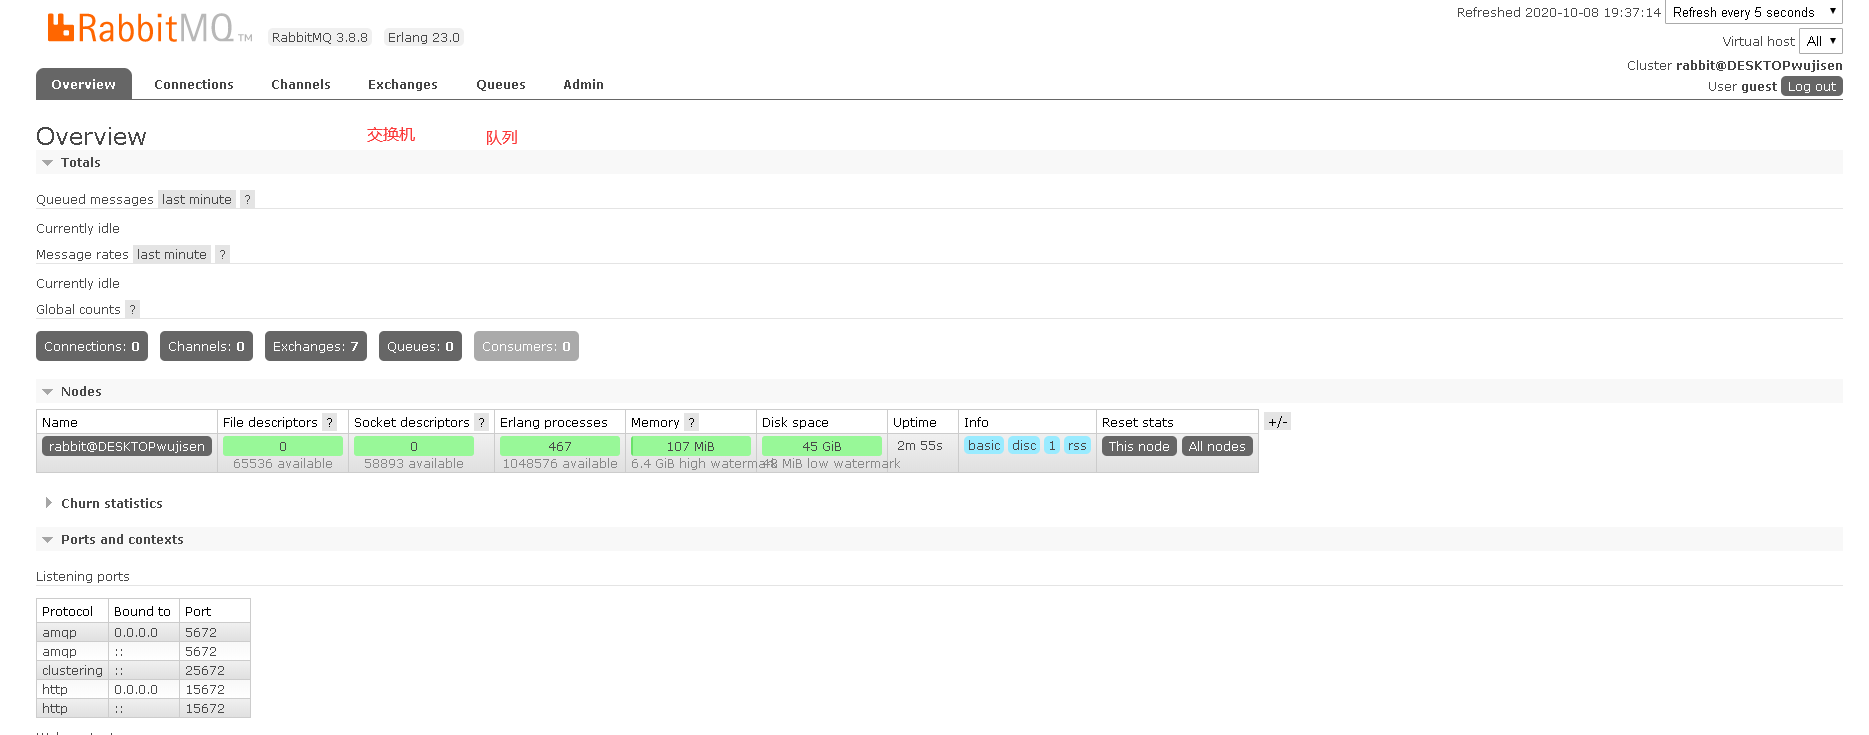 RabbitMQ TM RabbitMQ 3.8.8 Erlang 23.0
Refreshed 2020-10-08 19:37:14 Refresh every 5 seconds
Virtual host All
Cluster rabbit@DESKTOPwujisen
User guest Log out
Overview Connections Channels Exchanges Queues Admin
Overview 交换机 队列
Totals
Queued messages last minute ?
Currently idle
Message rates last minute ?
Currently idle
Global counts ?
Connections: 0 Channels: 0 Exchanges: 7 Queues: 0 Consumers: 0
Nodes
Name File descriptors ? Socket descriptors ? Erlang processes Memory ? Disk space Uptime Info Reset stats +/-
rabbit@DESKTOPwujisen 0 0 467 107 MiB 45 GiB 2m 55s basic disc 1 rss This node All nodes
65536 available 58893 available 1048576 available 6.4 GiB high watermark 48 MiB low watermark
Churn statistics
Ports and contexts
Listening ports
Protocol Bound to Port
amqp 0.0.0.0 5672
amqp :: 5672
clustering :: 25672
http 0.0.0.0 15672
http :: 15672